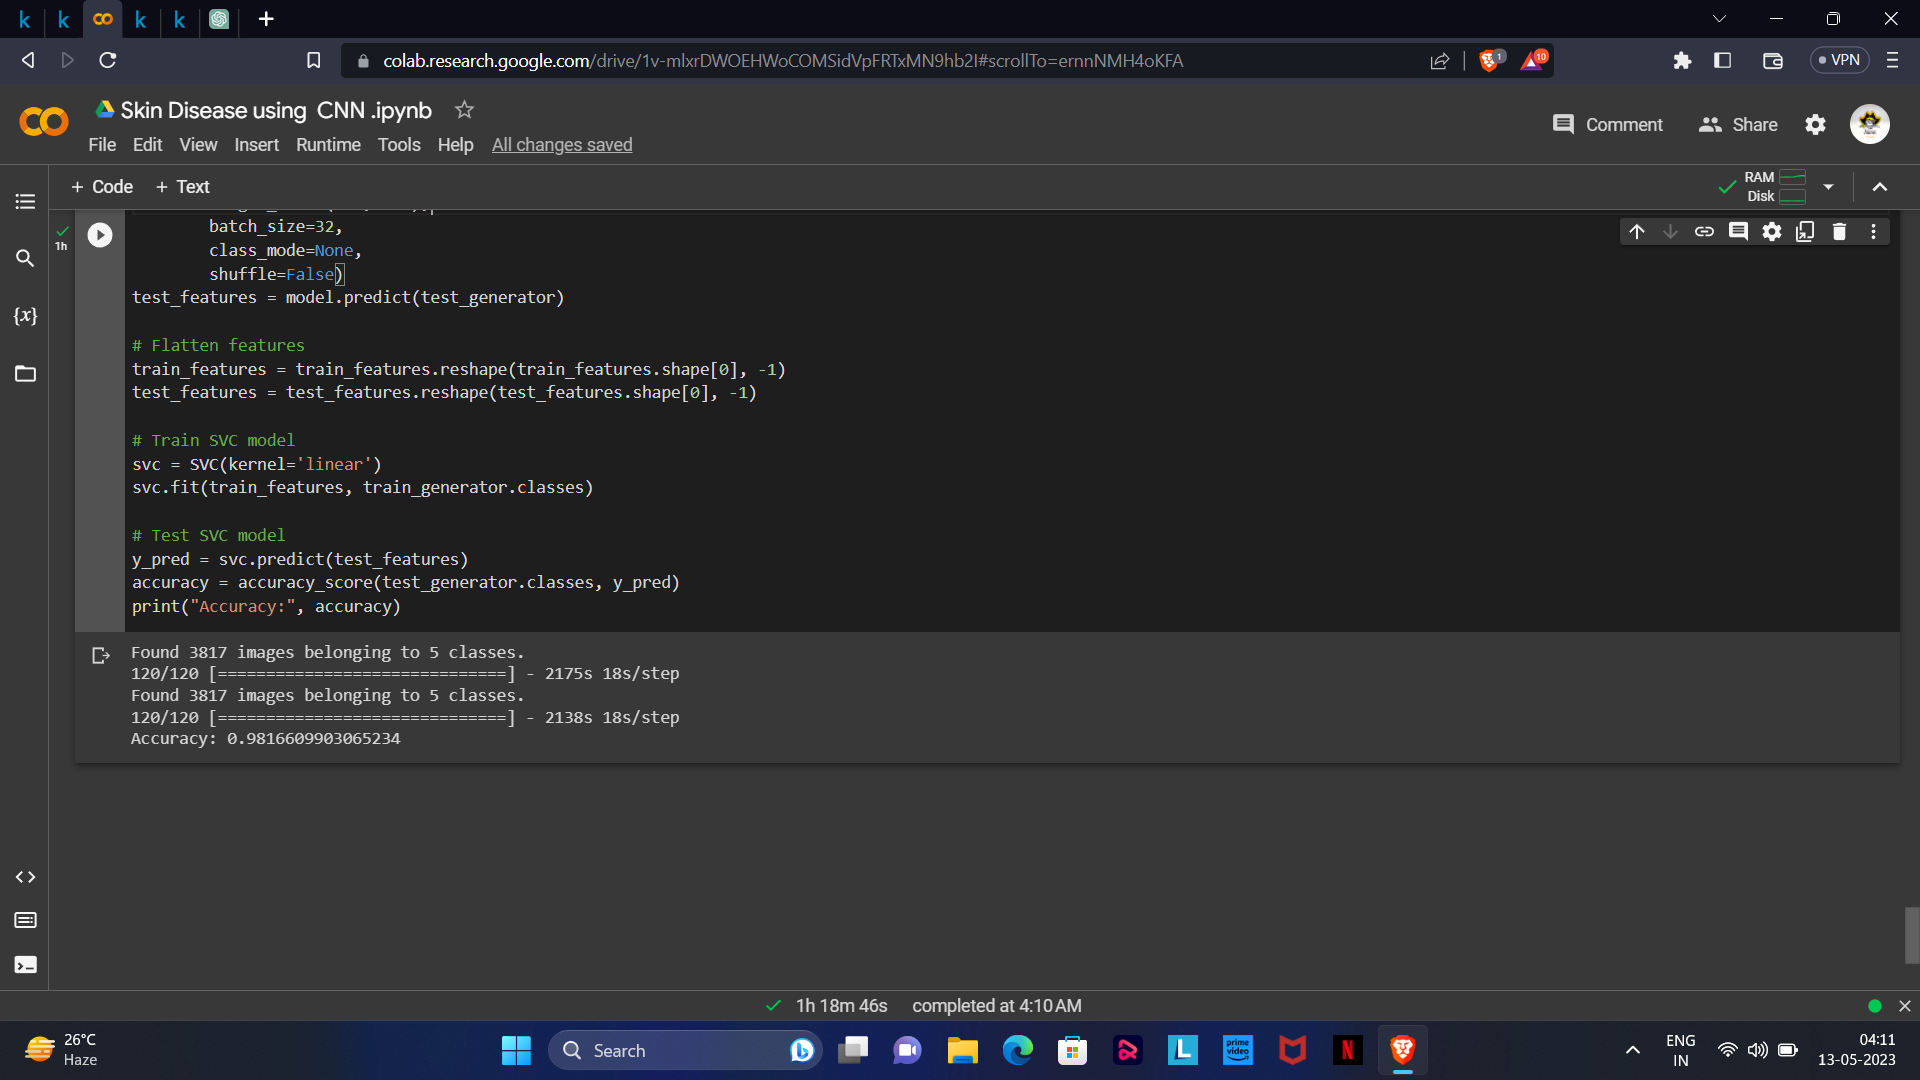 colab.research.google.com/drive/1v-mlxrDWOEHWoCOMSidVpFRTxMN9hb2I#scrollTo=ernnNMH4oKFA
1
10
VPN
Skin Disease using CNN .ipynb
File Edit View Insert Runtime Tools Help All changes saved
Comment
Share
+ Code + Text
RAM
Disk
1h
batch_size=32,
class_mode=None,
shuffle=False)
test_features = model.predict(test_generator)
# Flatten features
train_features = train_features.reshape(train_features.shape[0], -1)
test_features = test_features.reshape(test_features.shape[0], -1)
# Train SVC model
svc = SVC(kernel='linear')
svc.fit(train_features, train_generator.classes)
# Test SVC model
y_pred = svc.predict(test_features)
accuracy = accuracy_score(test_generator.classes, y_pred)
print("Accuracy:", accuracy)
Found 3817 images belonging to 5 classes.
120/120 [==============================] - 2175s 18s/step
Found 3817 images belonging to 5 classes.
120/120 [==============================] - 2138s 18s/step
Accuracy: 0.9816609903065234
1h 18m 46s completed at 4:10 AM
26°C
Haze
Search
prime video
ENG
IN
04:11
13-05-2023